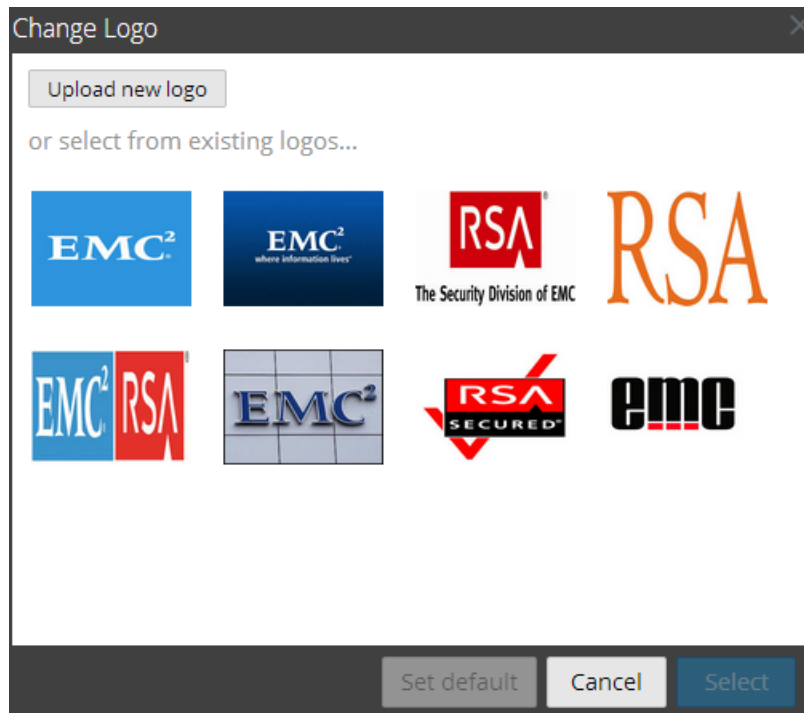 Change Logo
Upload new logo
or select from existing logos...
EMC²
EMC²
where information lives®
RSA®
The Security Division of EMC
RSA
EMC² RSA®
EMC²
RSA
SECURED®
emc
Set default Cancel Select